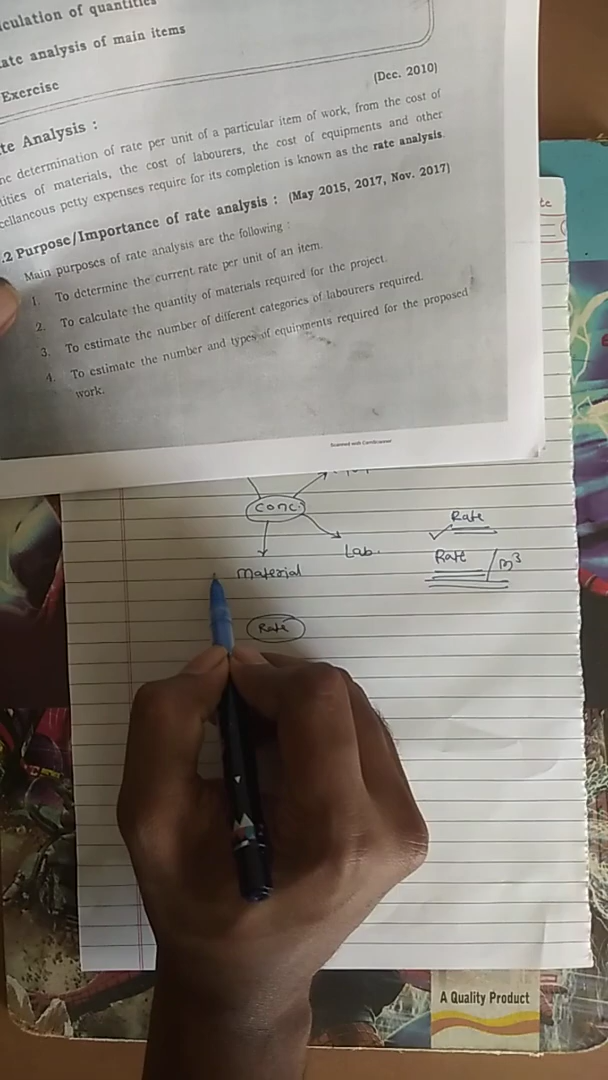 culation of quantities
ate analysis of main items
Exercise
te Analysis :
(Dec. 2010)
determination of rate per unit of a particular item of work, from the cost of
tities of materials, the cost of labourers, the cost of equipments and other
cellaneous petty expenses require for its completion is known as the rate analysis.
.2 Purpose/Importance of rate analysis : (May 2015, 2017, Nov. 2017)
Main purposes of rate analysis are the following :
1. To determine the current rate per unit of an item.
2. To calculate the quantity of materials required for the project.
3. To estimate the number of different categories of labourers required.
4. To estimate the number and types of equipments required for the proposed
work.
Scanned with CamScanner
Conc.
Rate
Lab.
Rate / m³
Material
Rate
A Quality Product